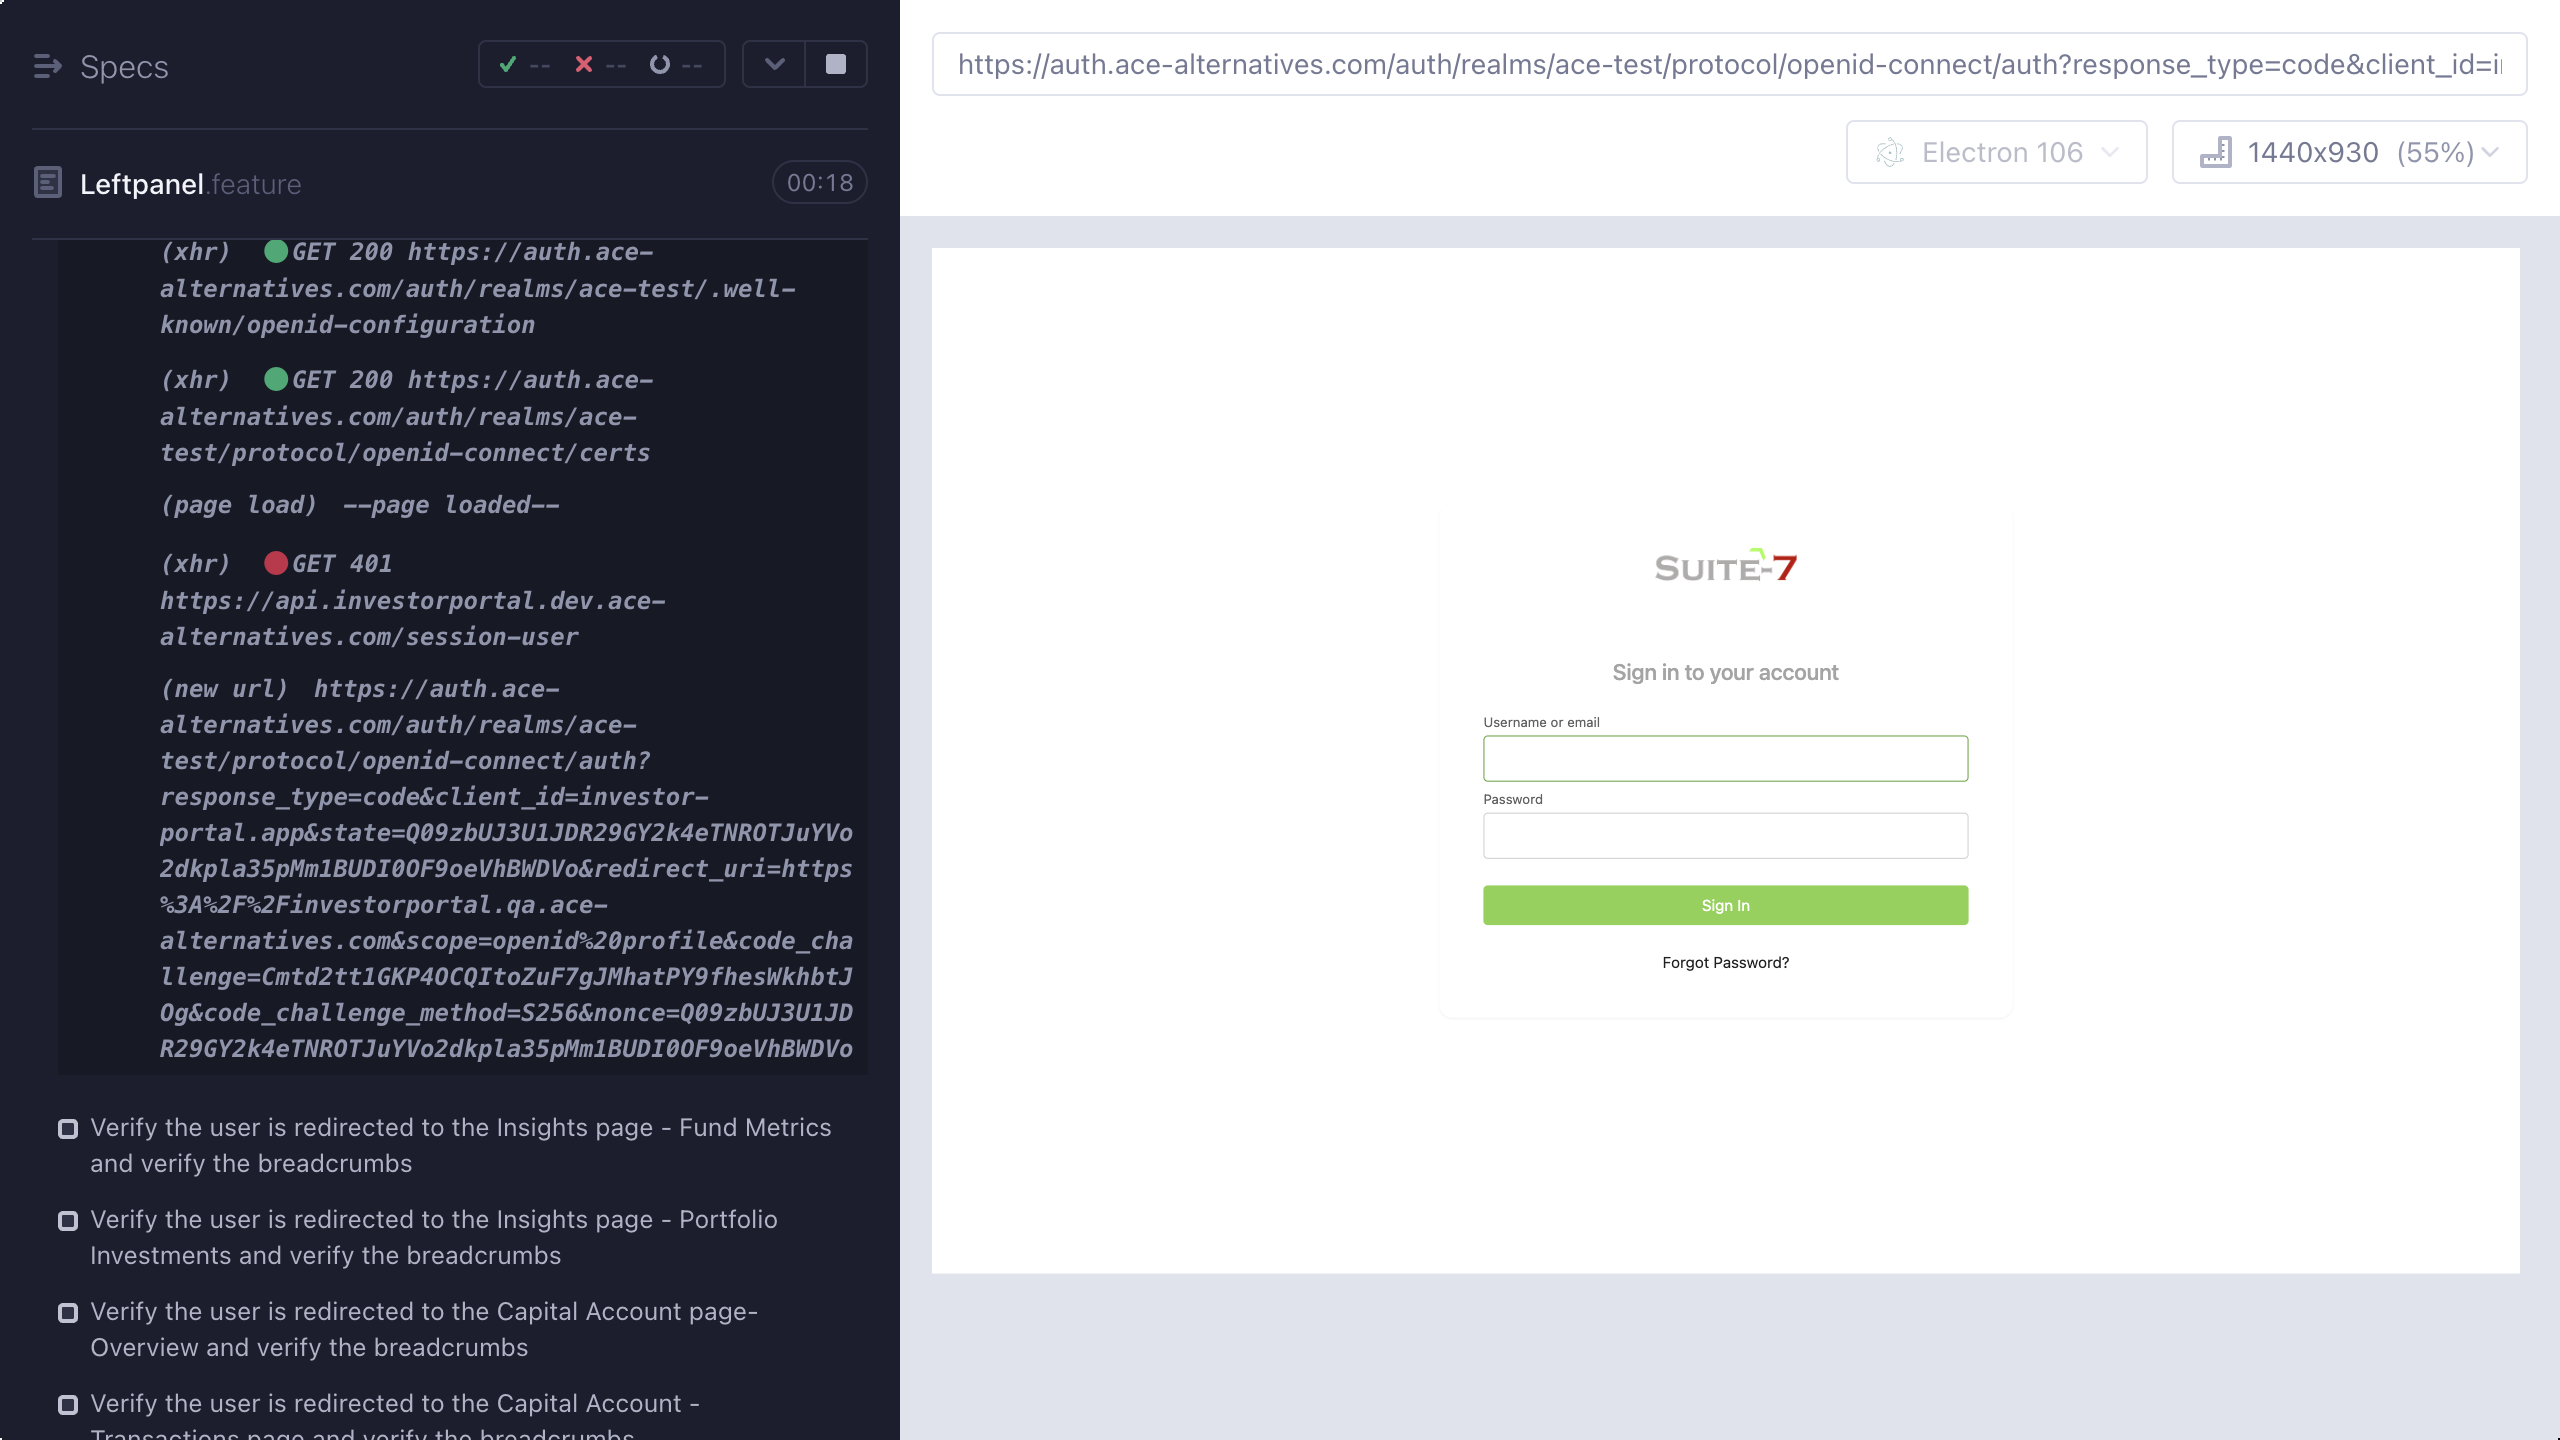 Specs
-- -- --
Leftpanel.feature
00:18
(xhr) GET 200 https://auth.ace-
alternatives.com/auth/realms/ace-test/.well-
known/openid-configuration
(xhr) GET 200 https://auth.ace-
alternatives.com/auth/realms/ace-
test/protocol/openid-connect/certs
(page load) --page loaded--
(xhr) GET 401
https://api.investorportal.dev.ace-
alternatives.com/session-user
(new url) https://auth.ace-
alternatives.com/auth/realms/ace-
test/protocol/openid-connect/auth?
response_type=code&client_id=investor-
portal.app&state=Q09zbUJ3U1JDR29GY2k4eTNROTJuYVo
2dkpla35pMm1BUDI0OF9oeVhBWDVo&redirect_uri=https
%3A%2F%2Finvestorportal.qa.ace-
alternatives.com&scope=openid%20profile&code_cha
llenge=Cmtd2tt1GKP4OCQItoZuF7gJMhatPY9fhesWkhbtJ
Og&code_challenge_method=S256&nonce=Q09zbUJ3U1JD
R29GY2k4eTNROTJuYVo2dkpla35pMm1BUDI0OF9oeVhBWDVo
Verify the user is redirected to the Insights page - Fund Metrics
and verify the breadcrumbs
Verify the user is redirected to the Insights page - Portfolio
Investments and verify the breadcrumbs
Verify the user is redirected to the Capital Account page-
Overview and verify the breadcrumbs
Verify the user is redirected to the Capital Account -
Transactions page and verify the breadcrumbs
https://auth.ace-alternatives.com/auth/realms/ace-test/protocol/openid-connect/auth?response_type=code&client_id=i
Electron 106
1440x930 (55%)
SUITE-7
Sign in to your account
Username or email
Password
Sign In
Forgot Password?